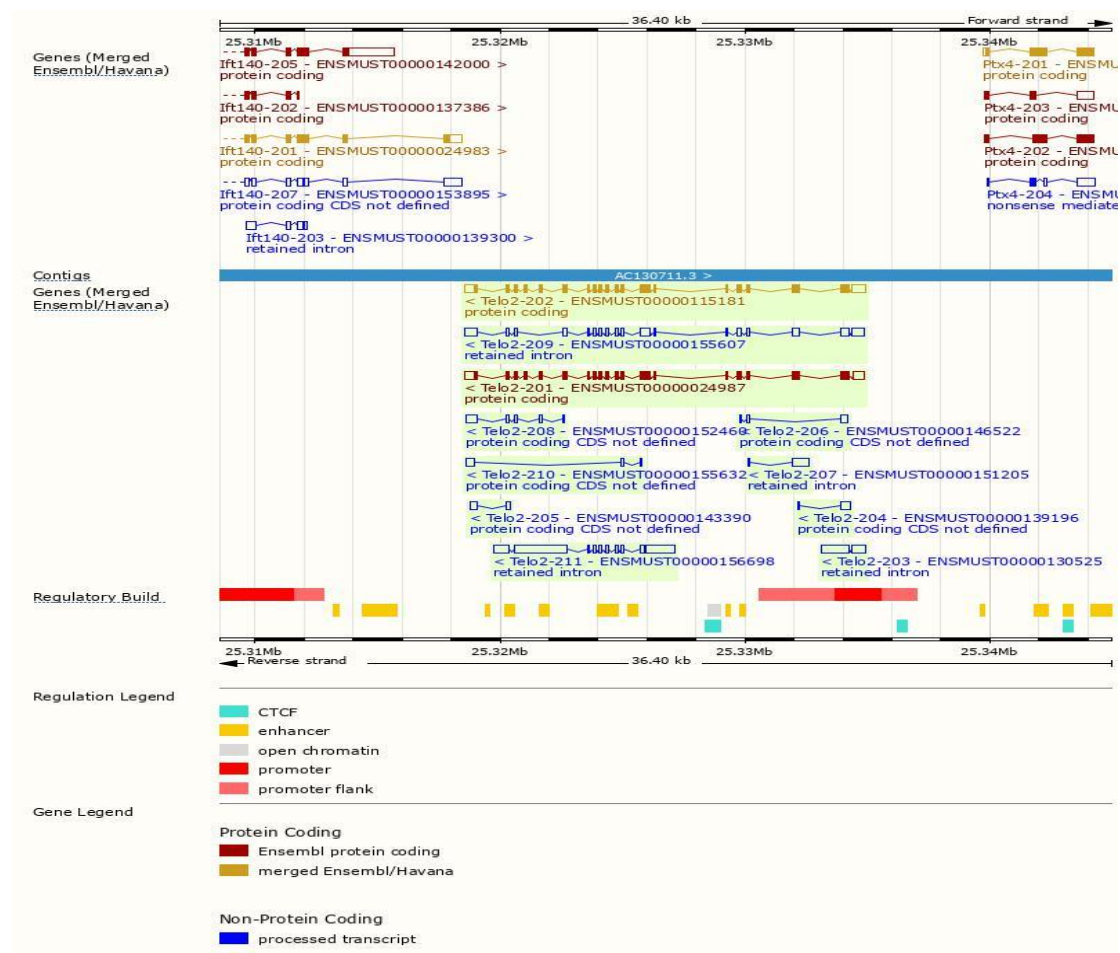 36.40 kb Forward strand
25.31Mb 25.32Mb 25.33Mb 25.34Mb
Genes (Merged
Ensembl/Havana)
Ift140-205 - ENSMUST00000142000 > Ptx4-201 - ENSMU
protein coding protein coding
Ift140-202 - ENSMUST00000137386 > Ptx4-203 - ENSMU
protein coding protein coding
Ift140-201 - ENSMUST00000024983 > Ptx4-202 - ENSMU
protein coding protein coding
Ift140-207 - ENSMUST00000153895 > Ptx4-204 - ENSMU
protein coding CDS not defined nonsense mediate
Ift140-203 - ENSMUST00000139300 >
retained intron
Contigs AC130711.3 >
Genes (Merged
Ensembl/Havana)
< Telo2-202 - ENSMUST00000115181
protein coding
< Telo2-209 - ENSMUST00000155607
retained intron
< Telo2-201 - ENSMUST00000024987
protein coding
< Telo2-208 - ENSMUST00000152460 < Telo2-206 - ENSMUST00000146522
protein coding CDS not defined protein coding CDS not defined
< Telo2-210 - ENSMUST00000155632 < Telo2-207 - ENSMUST00000151205
protein coding CDS not defined retained intron
< Telo2-205 - ENSMUST00000143390 < Telo2-204 - ENSMUST00000139196
protein coding CDS not defined protein coding CDS not defined
< Telo2-211 - ENSMUST00000156698 < Telo2-203 - ENSMUST00000130525
retained intron retained intron
Regulatory Build
25.31Mb 25.32Mb 25.33Mb 25.34Mb
Reverse strand 36.40 kb
Regulation Legend
CTCF
enhancer
open chromatin
promoter
promoter flank
Gene Legend
Protein Coding
Ensembl protein coding
merged Ensembl/Havana
Non-Protein Coding
processed transcript